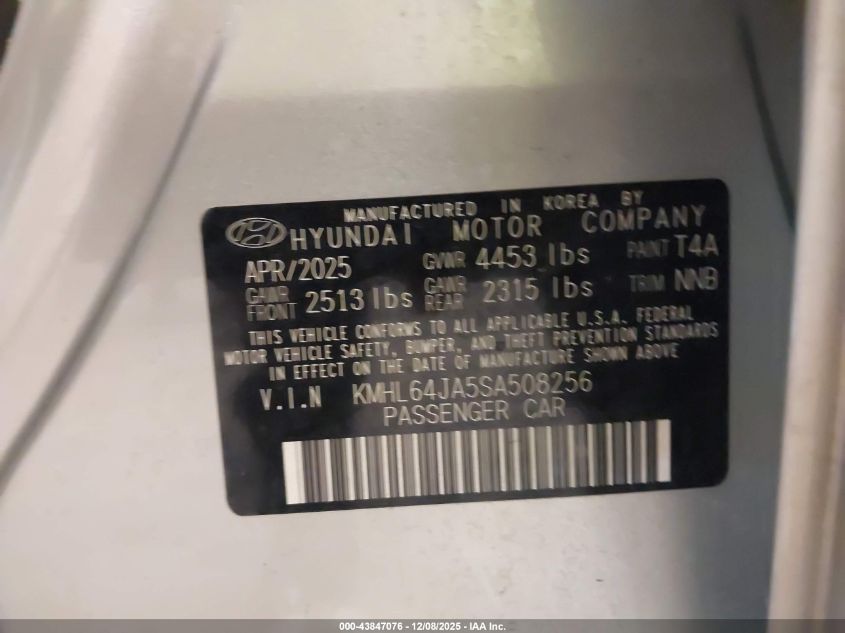 MANUFACTURED IN KOREA BY
HYUNDAI MOTOR COMPANY
APR/2025 GVWR 4453 lbs PAINT T4A
GAWR FRONT 2513 lbs GAWR REAR 2315 lbs TRIM NNB
THIS VEHICLE CONFORMS TO ALL APPLICABLE U.S.A. FEDERAL
MOTOR VEHICLE SAFETY, BUMPER, AND THEFT PREVENTION STANDARDS
IN EFFECT ON THE DATE OF MANUFACTURE SHOWN ABOVE
V.I.N KMHL64JA5SA508256
PASSENGER CAR
000-43847076 - 12/08/2025 - IAA Inc.